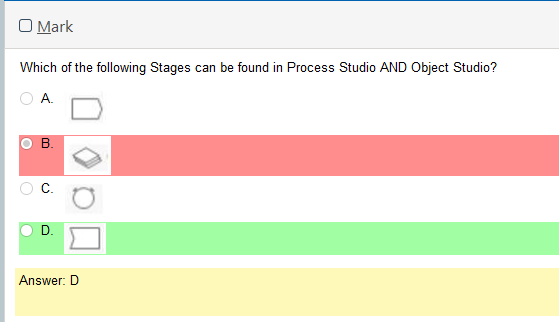 Mark
Which of the following Stages can be found in Process Studio AND Object Studio?
A.
B.
C.
D.
Answer: D